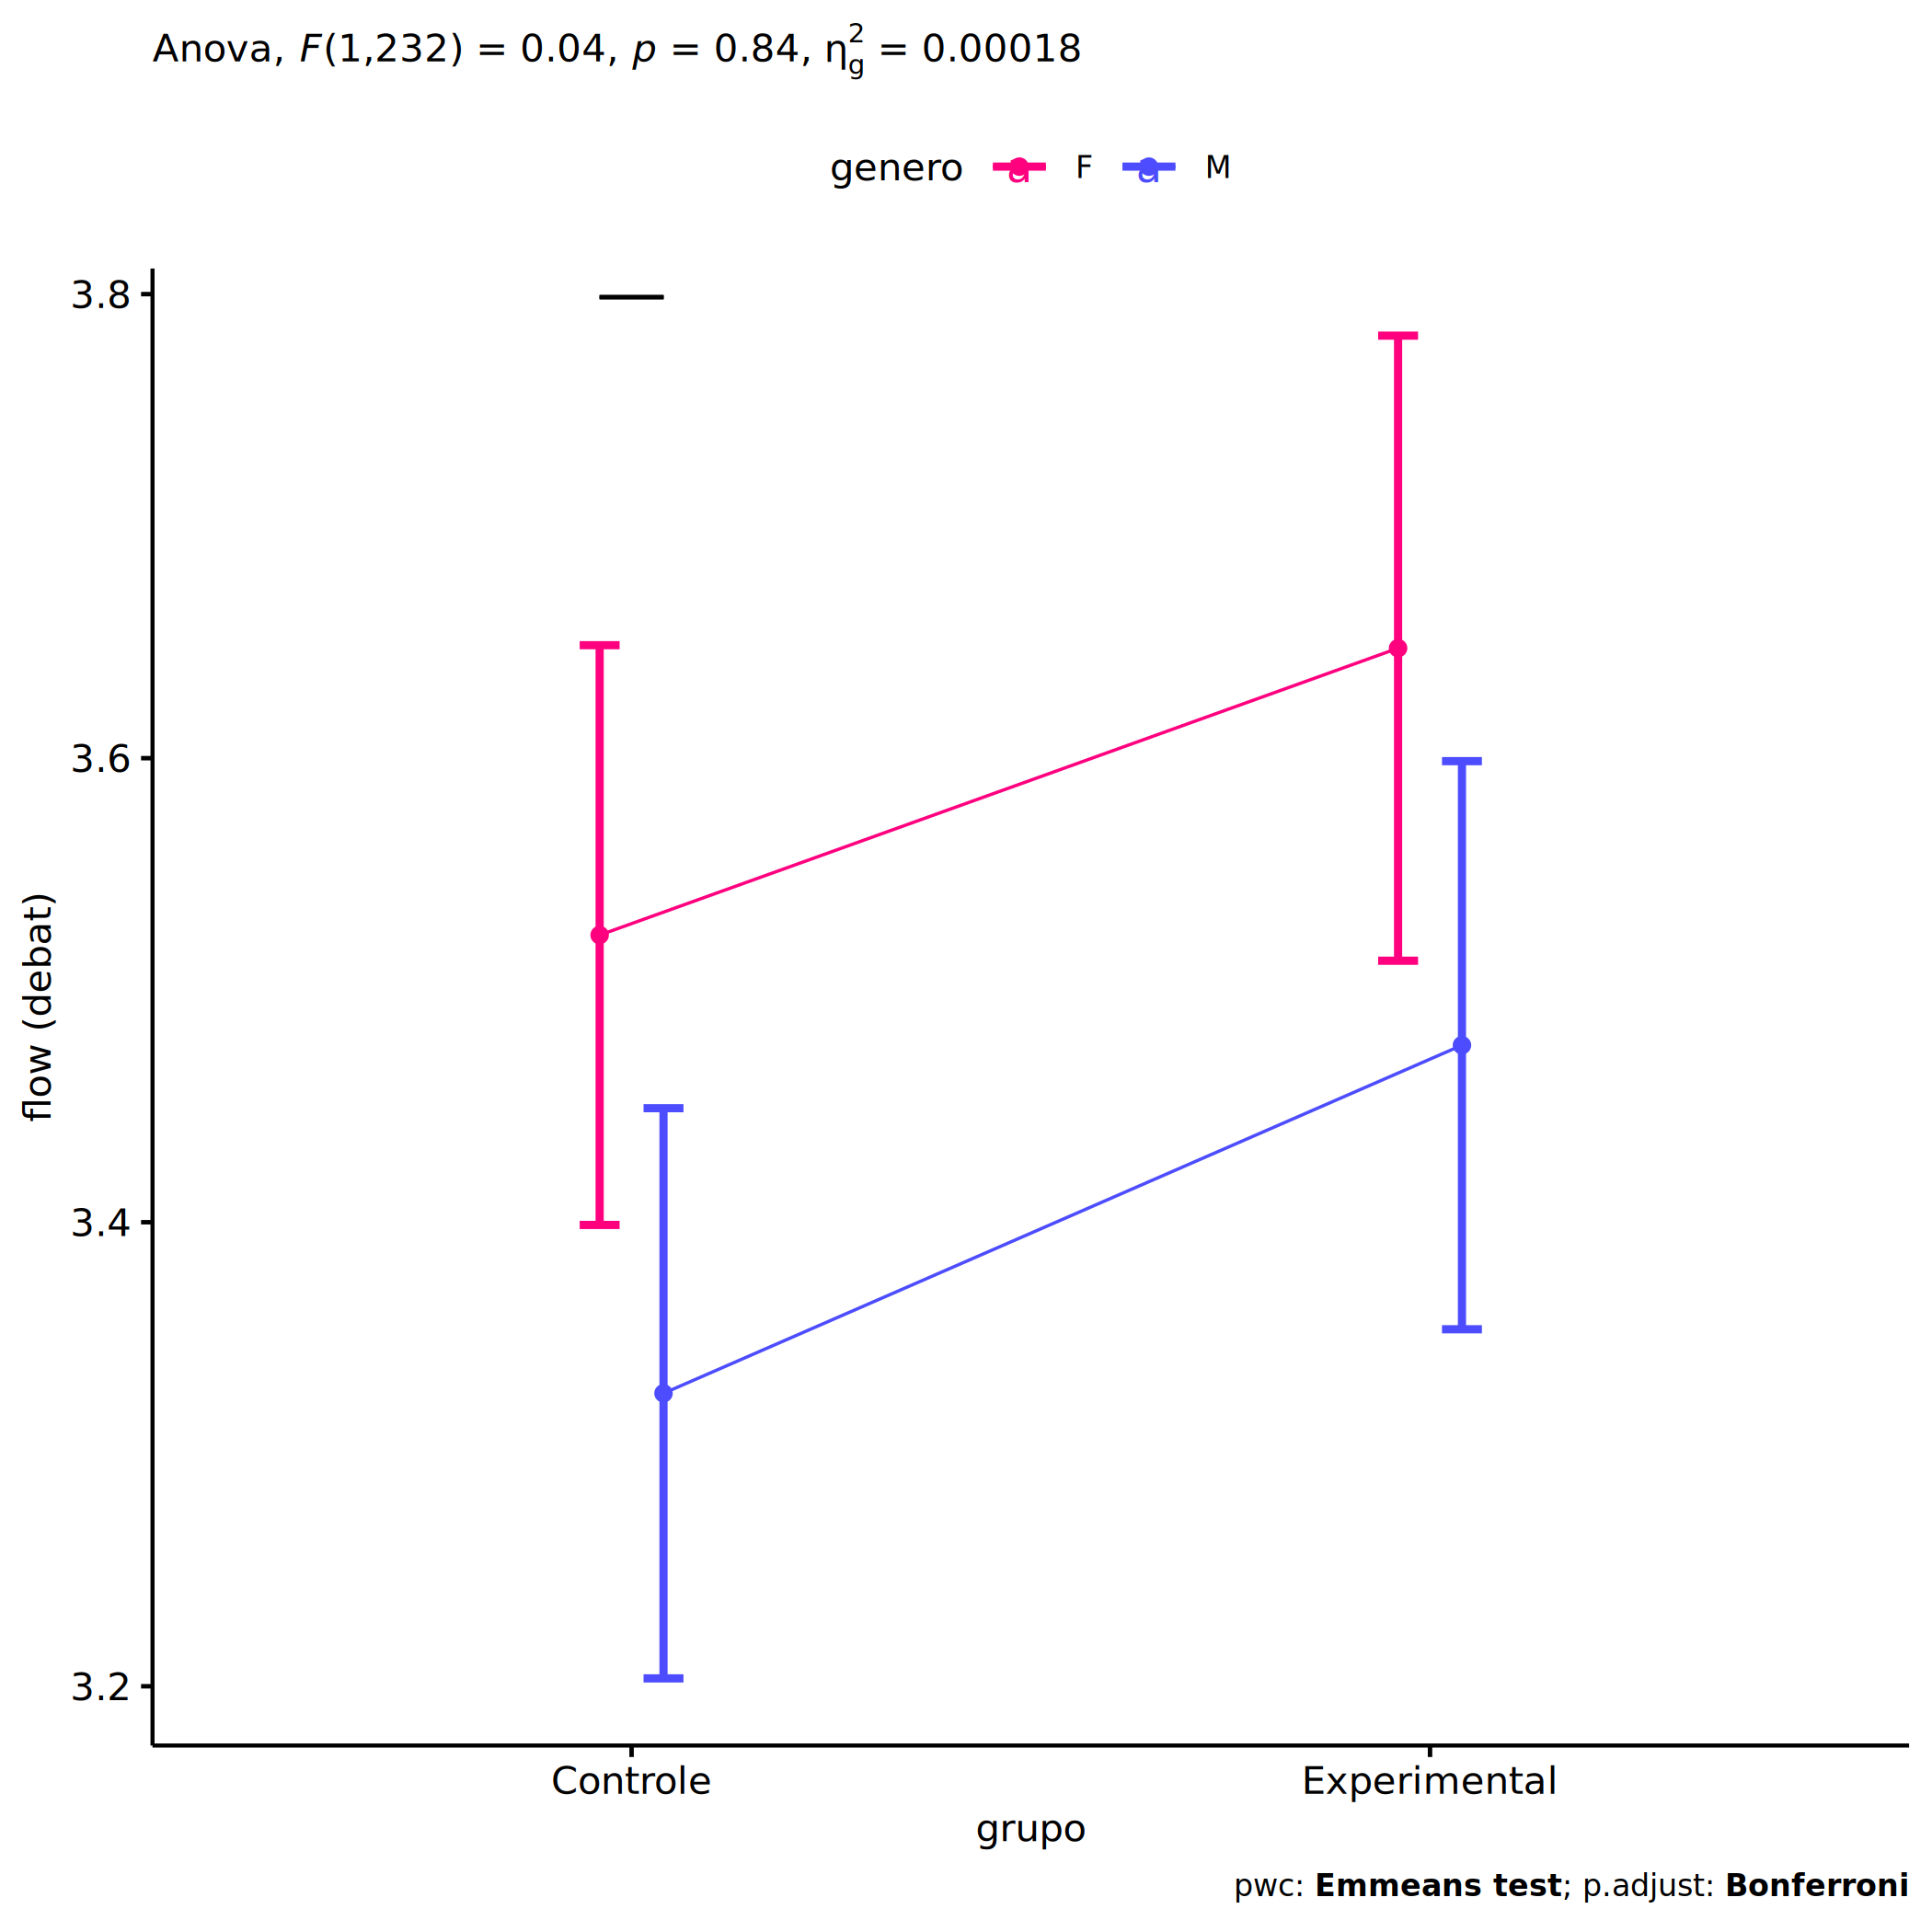 Anova, F(1,232) = 0.04, p = 0.84, η²g = 0.00018
genero a F a M
3.8
3.6
3.4
3.2
flow (debat)
Controle Experimental
grupo
pwc: Emmeans test; p.adjust: Bonferroni